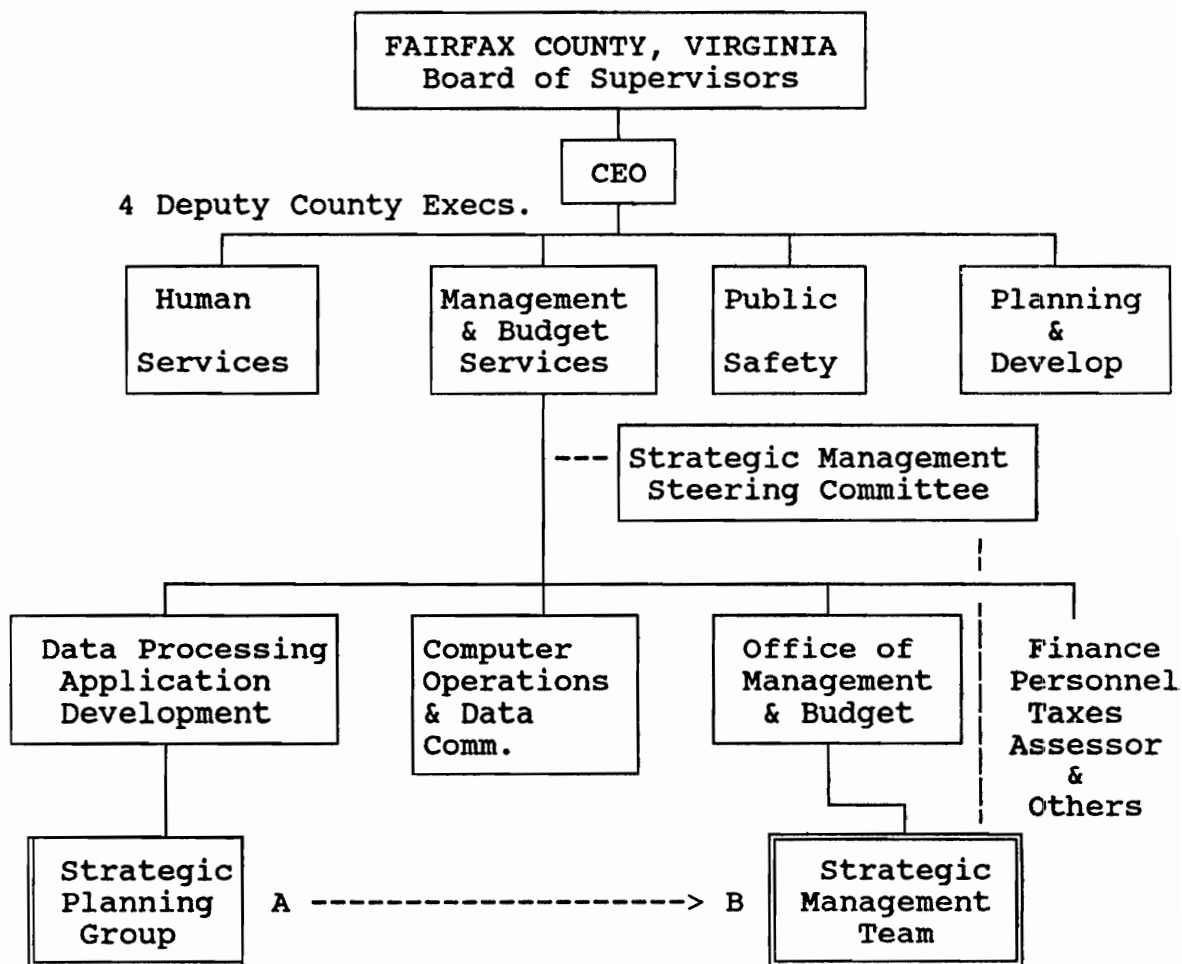 FAIRFAX COUNTY, VIRGINIA
Board of Supervisors
CEO
4 Deputy County Execs.
Human
Services
Management
& Budget
Services
Public
Safety
Planning
&
Develop
Strategic Management
Steering Committee
Data Processing
Application
Development
Computer
Operations
& Data
Comm.
Office of
Management
& Budget
Finance
Personnel
Taxes
Assessor
&
Others
Strategic
Planning
Group
A ---------------------> B
Strategic
Management
Team